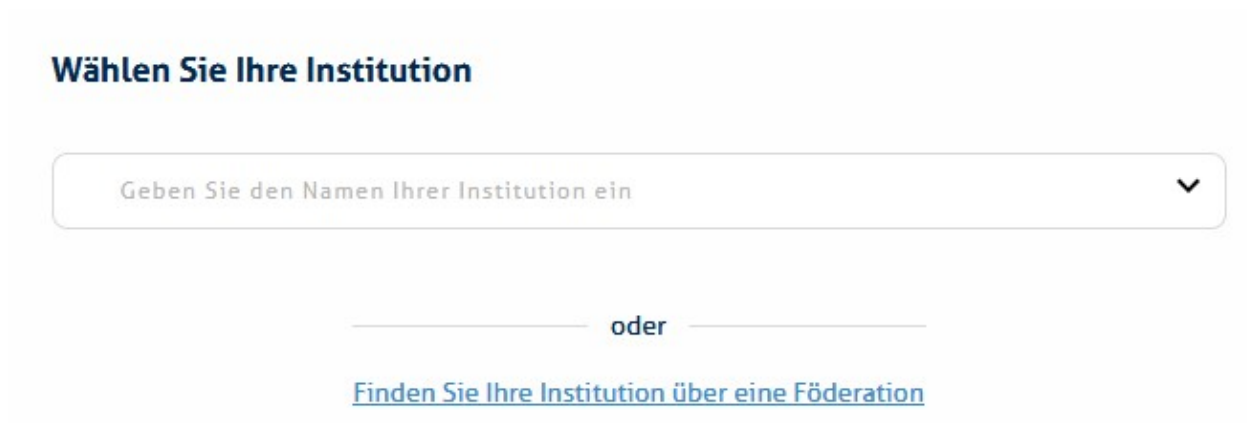 Wählen Sie Ihre Institution
Geben Sie den Namen Ihrer Institution ein
oder
Finden Sie Ihre Institution über eine Föderation